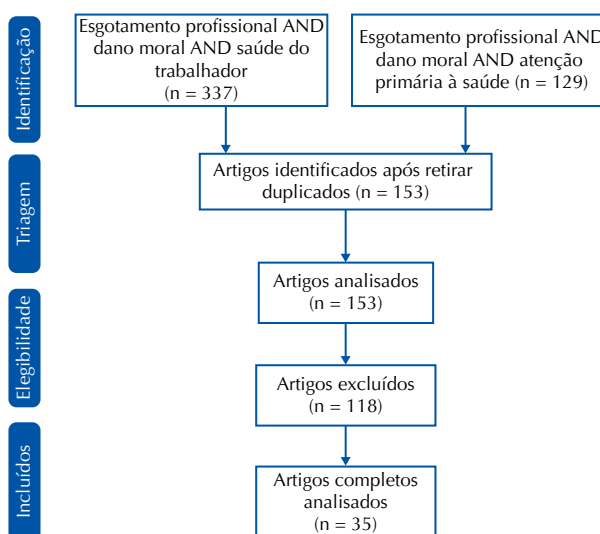 Identificação
Esgotamento profissional AND
dano moral AND saúde do
trabalhador
(n = 337)
Esgotamento profissional AND
dano moral AND atenção
primária à saúde (n = 129)
Triagem
Artigos identificados após retirar
duplicados (n = 153)
Elegibilidade
Artigos analisados
(n = 153)
Artigos excluídos
(n = 118)
Incluídos
Artigos completos
analisados
(n = 35)